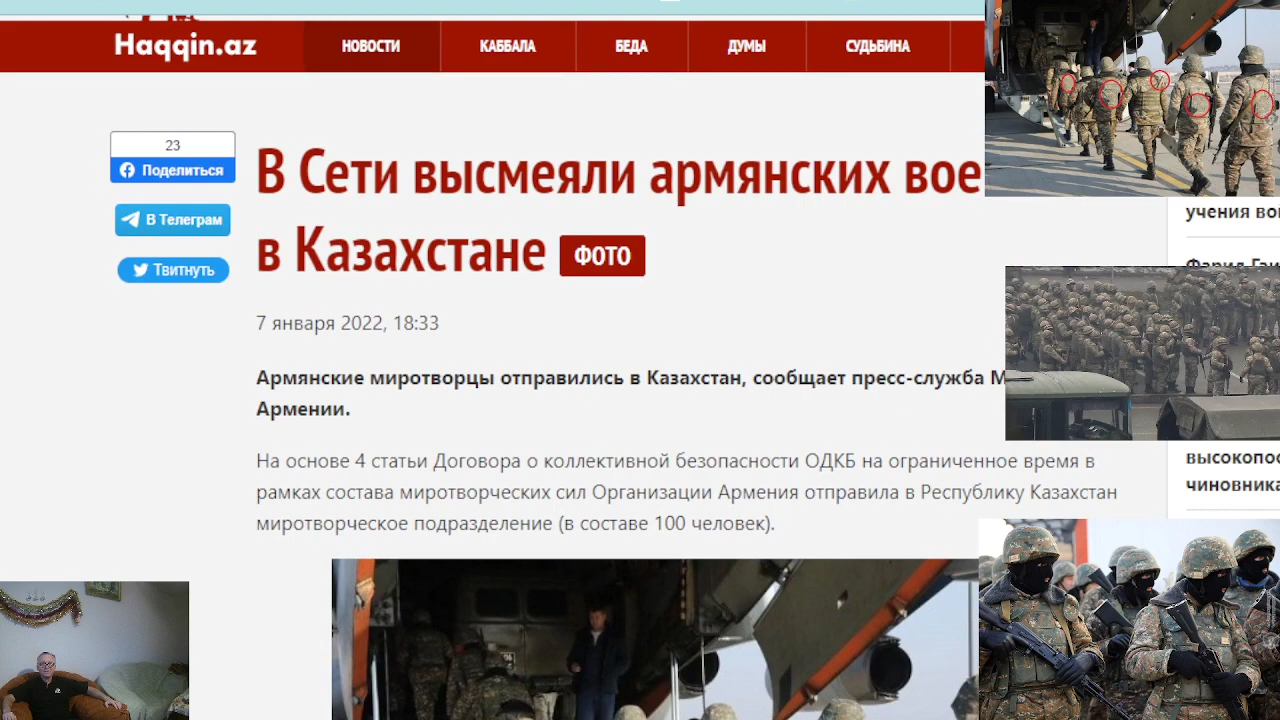 Haqqin.az
НОВОСТИ
КАББАЛА
БЕДА
ДУМЫ
СУДЬБИНА
23
Поделиться
В Телеграм
Твитнуть
В Сети высмеяли армянских вое
в Казахстане ФОТО
7 января 2022, 18:33
Армянские миротворцы отправились в Казахстан, сообщает пресс-служба М
Армении.
На основе 4 статьи Договора о коллективной безопасности ОДКБ на ограниченное время в
рамках состава миротворческих сил Организации Армения отправила в Республику Казахстан
миротворческое подразделение (в составе 100 человек).
учения вой
высокопос
чиновника